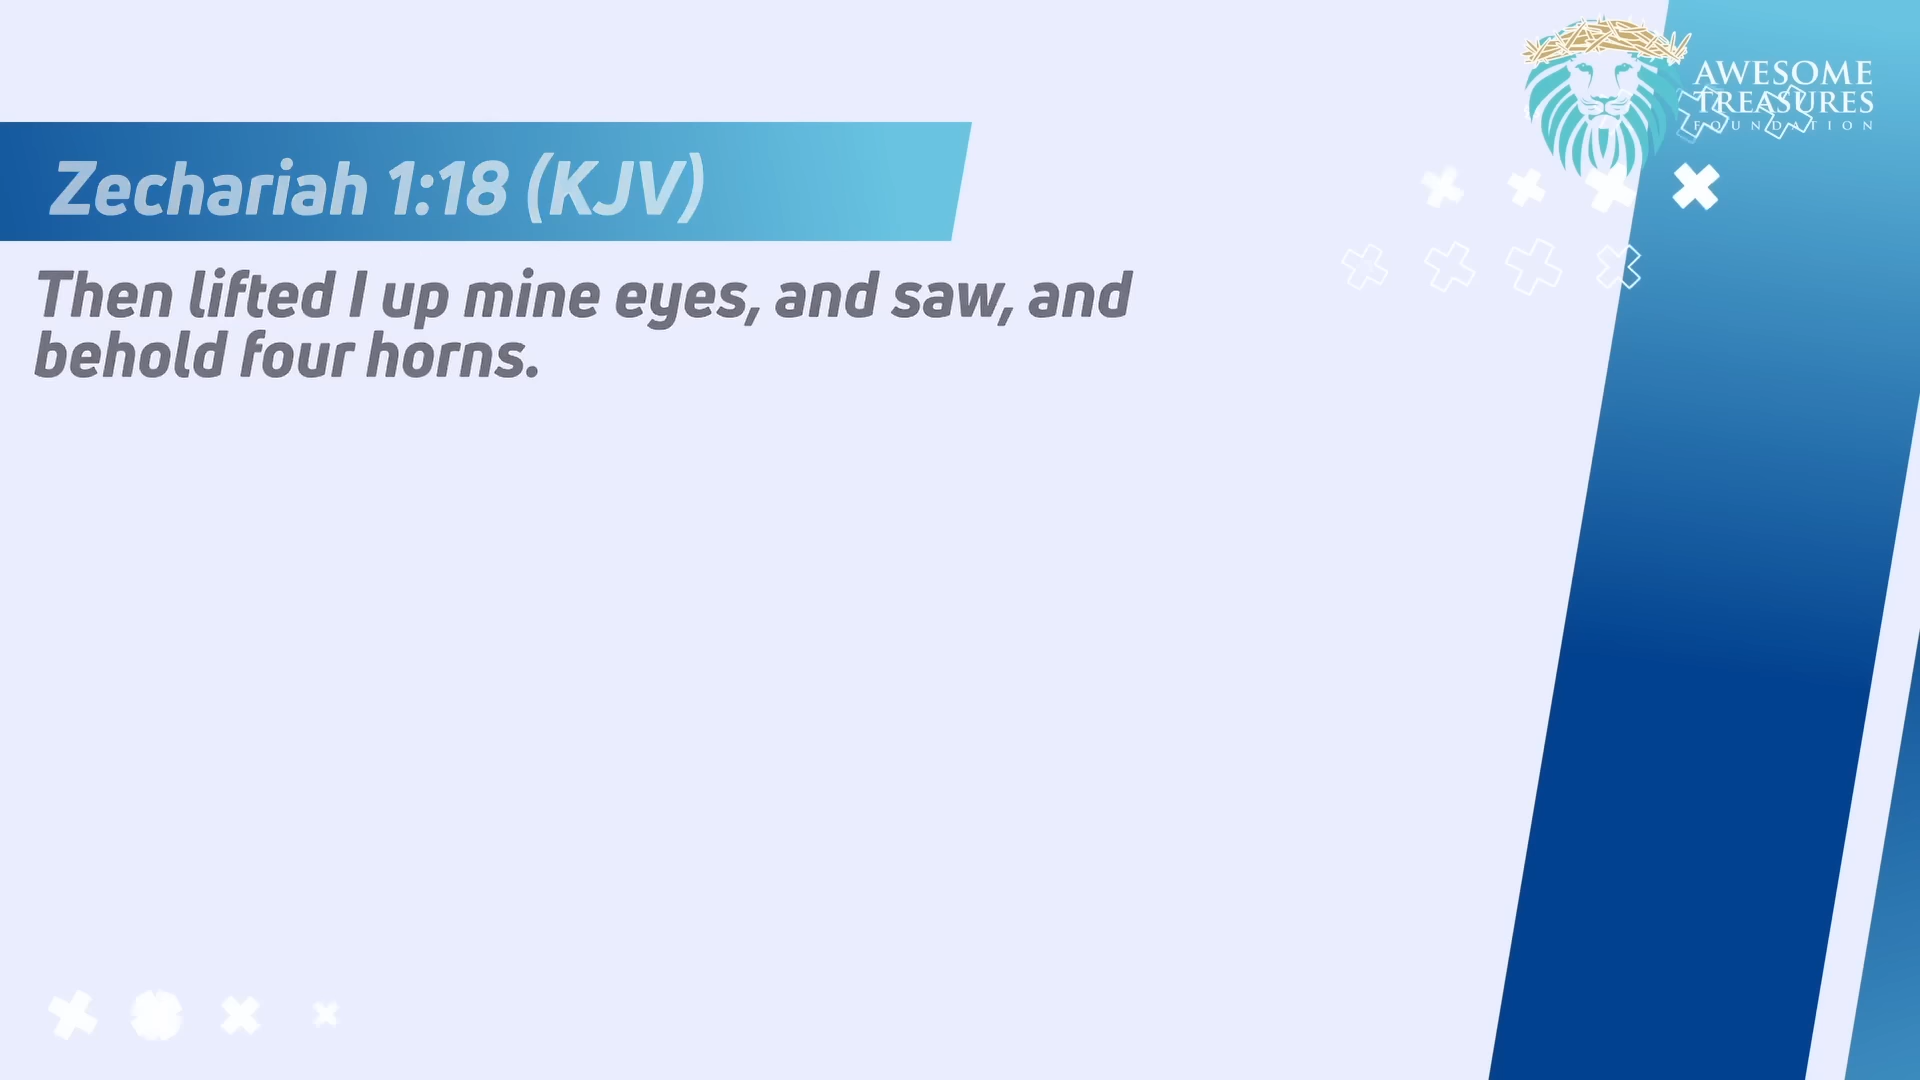 AWESOME
TREASURES
FOUNDATION
Zechariah 1:18 (KJV)
Then lifted I up mine eyes, and saw, and
behold four horns.